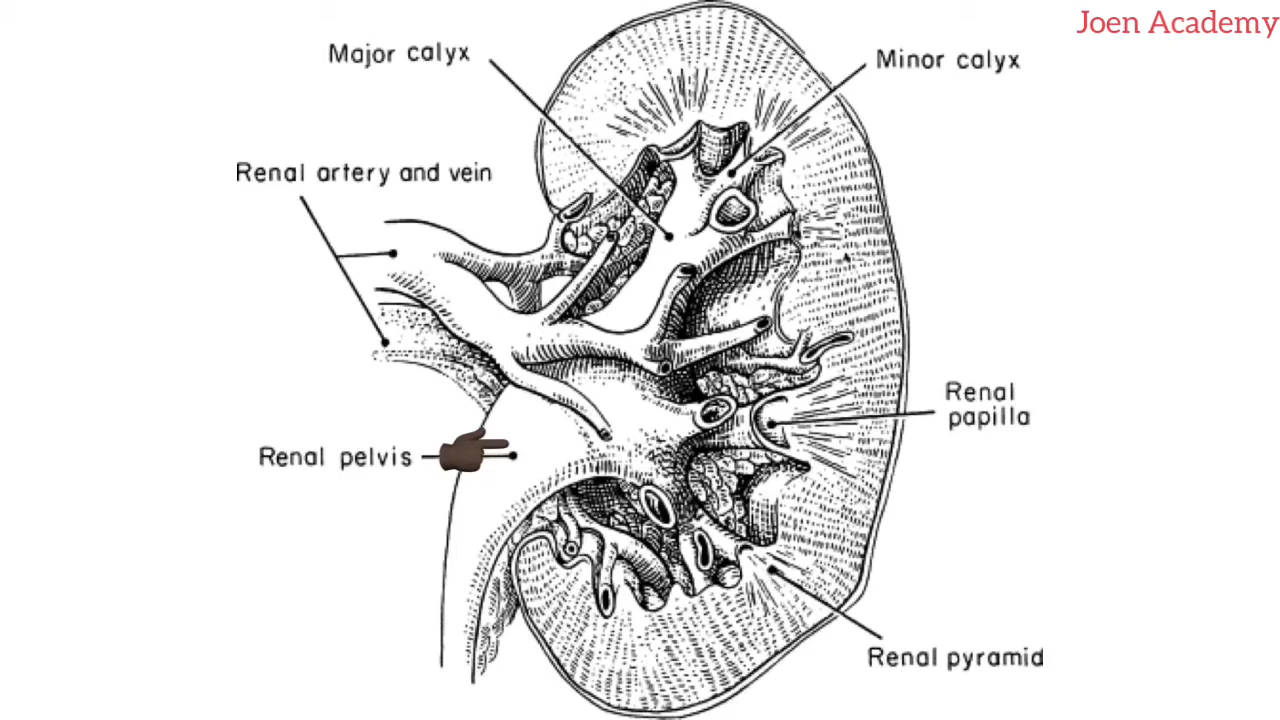 Joen Academy
Major calyx
Minor calyx
Renal artery and vein
Renal
papilla
Renal pelvis
Renal pyramid